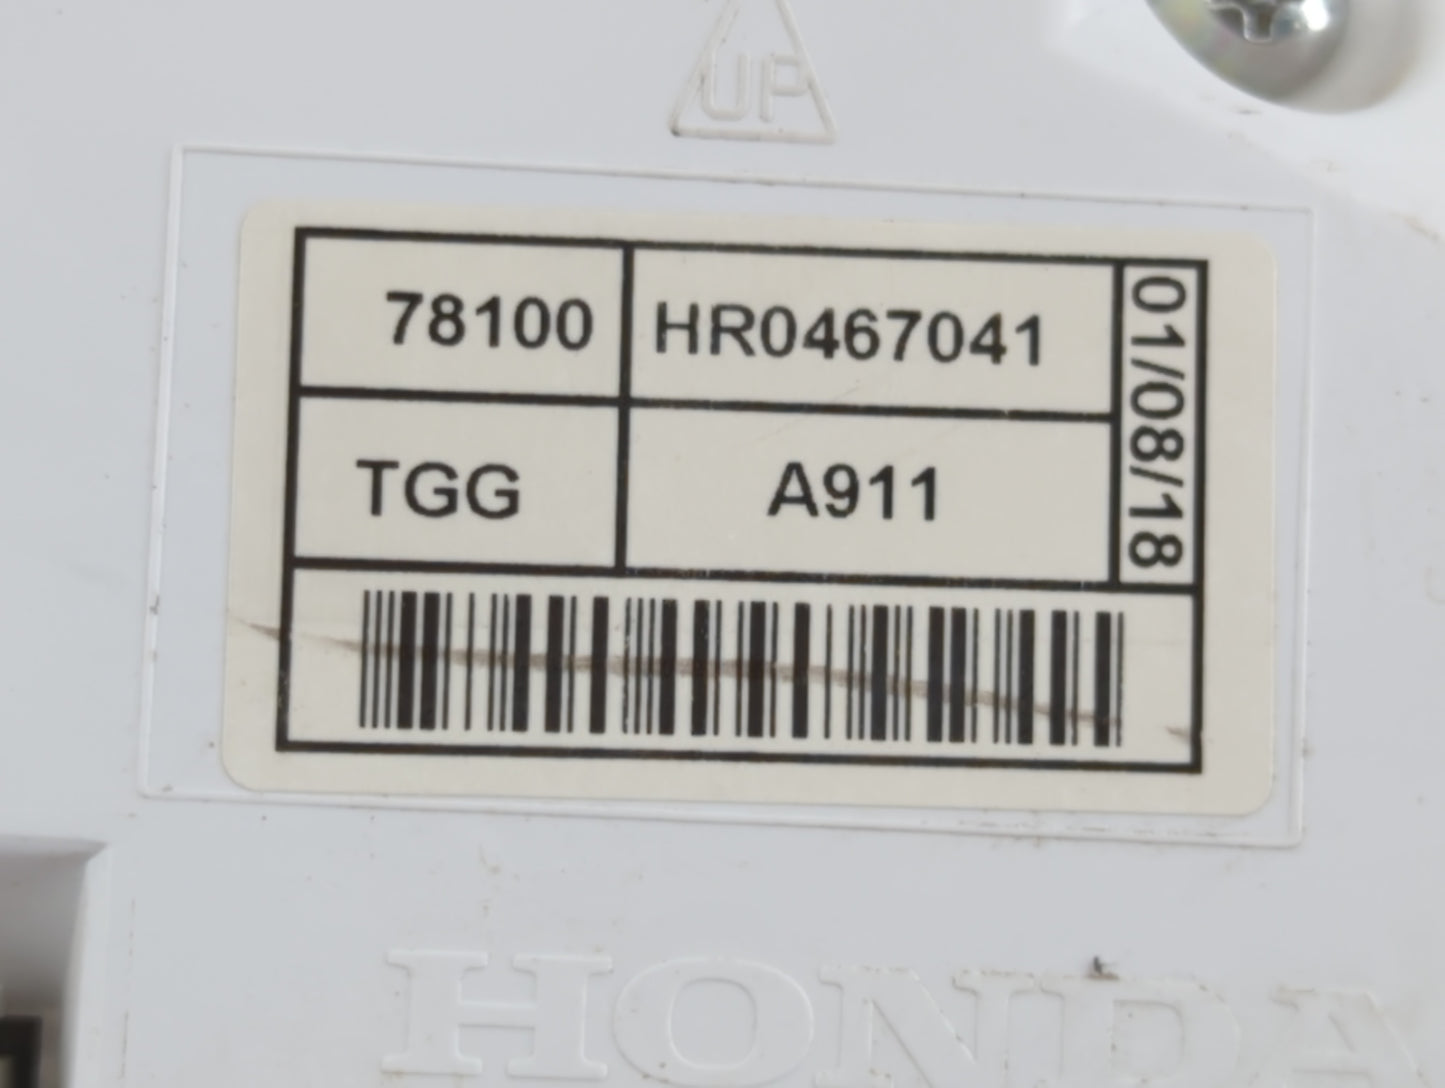 UP
78100 HR0467041
TGG A911
01/08/18
HONDA